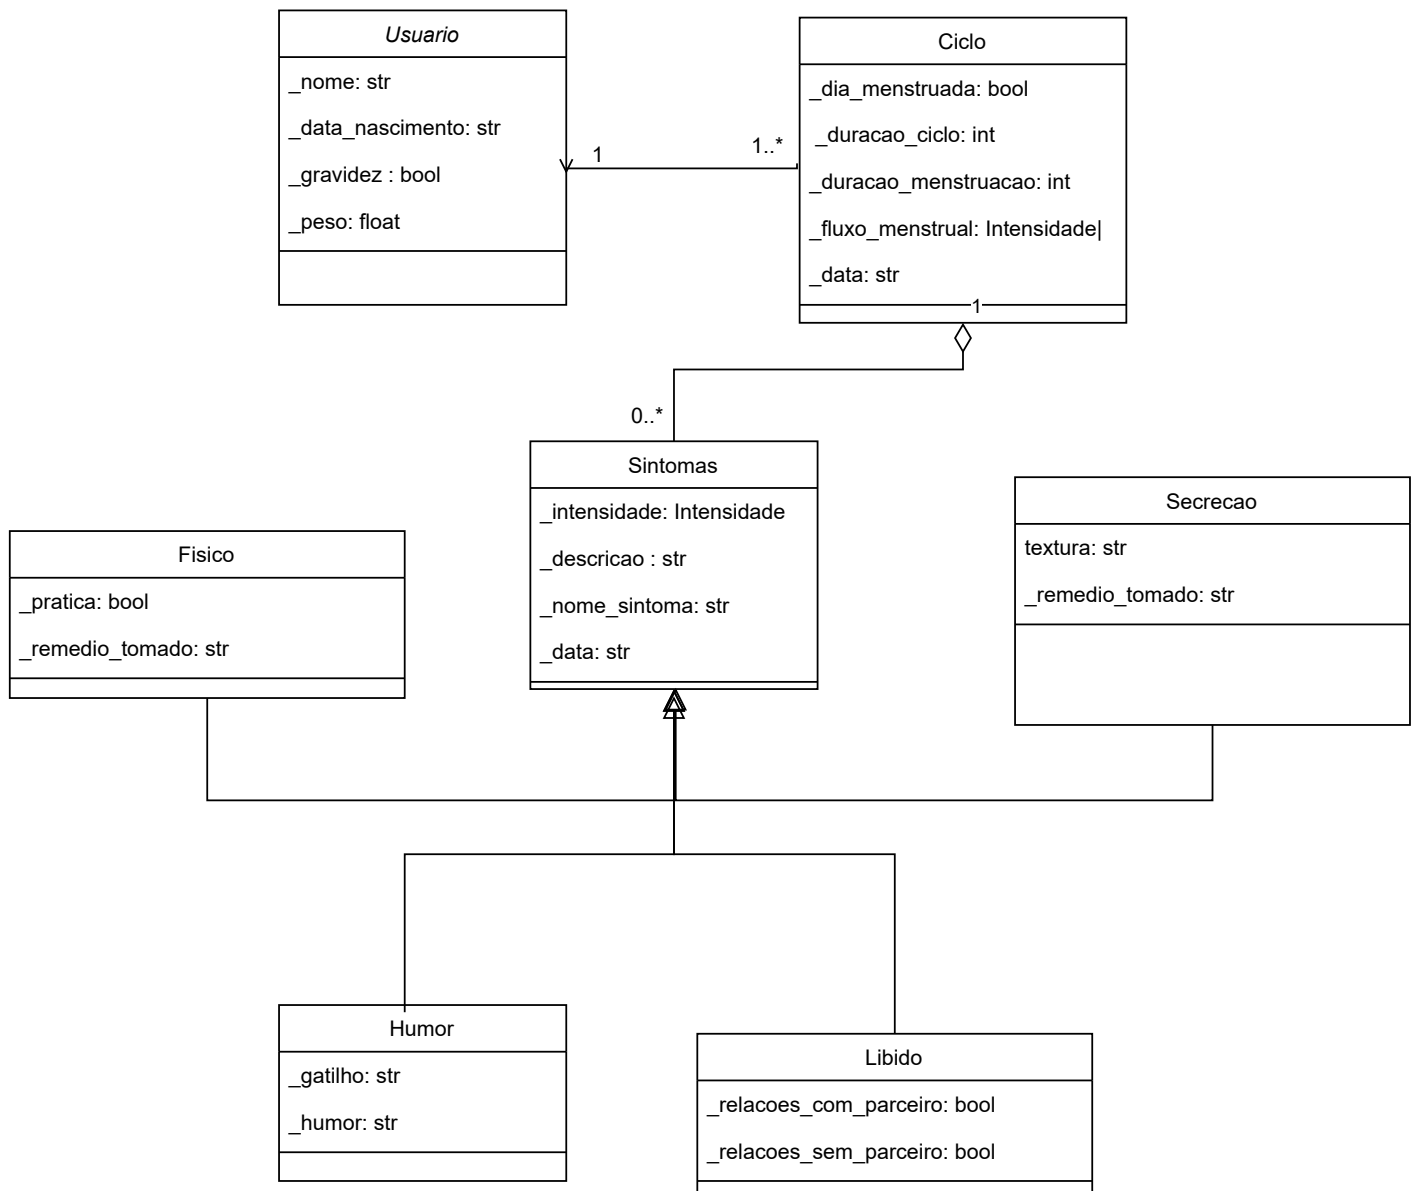 Usuario
_nome: str
_data_nascimento: str
_gravidez : bool
_peso: float
1
1..*
Ciclo
_dia_menstruada: bool
_duracao_ciclo: int
_duracao_menstruacao: int
_fluxo_menstrual: Intensidade|
_data: str
1
0..*
Sintomas
_intensidade: Intensidade
_descricao : str
_nome_sintoma: str
_data: str
Fisico
_pratica: bool
_remedio_tomado: str
Secrecao
textura: str
_remedio_tomado: str
Humor
_gatilho: str
_humor: str
Libido
_relacoes_com_parceiro: bool
_relacoes_sem_parceiro: bool